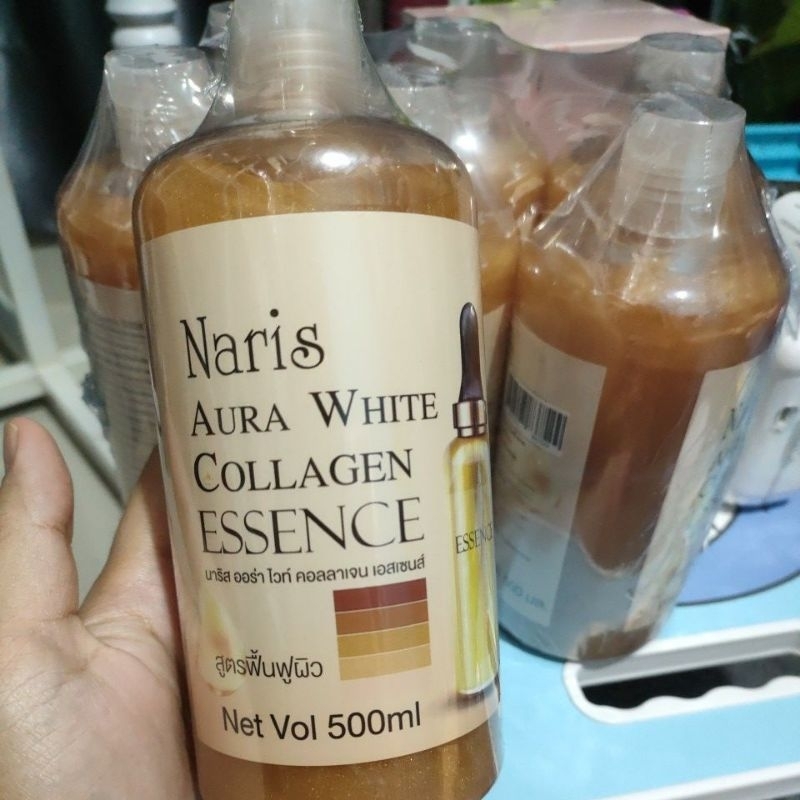 Naris
AURA WHITE
COLLAGEN
ESSENCE
นาริส ออร่า ไวท์ คอลลาเจน เอสเซนส์
สูตรฟื้นฟูผิว
Net Vol 500ml
ESSENCE